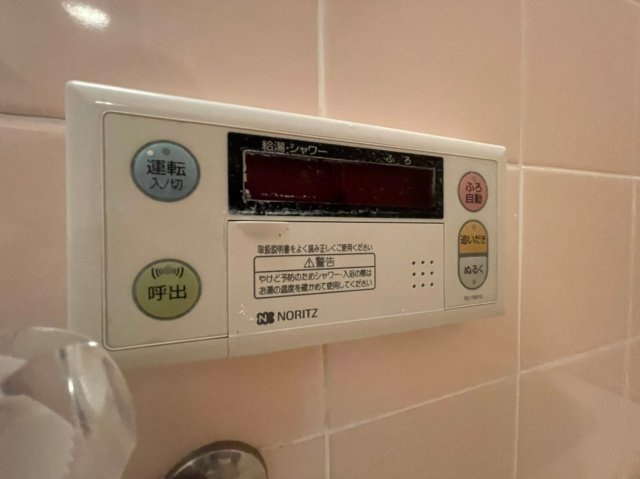 給湯・シャワー
ふろ
運転
入/切
呼出
取扱説明書をよく読み正しくご使用ください
⚠警告
やけど予防のためシャワー・入浴の際は
お湯の温度を確かめて使用してください
NORITZ
ふろ
自動
追いだき
ぬるく